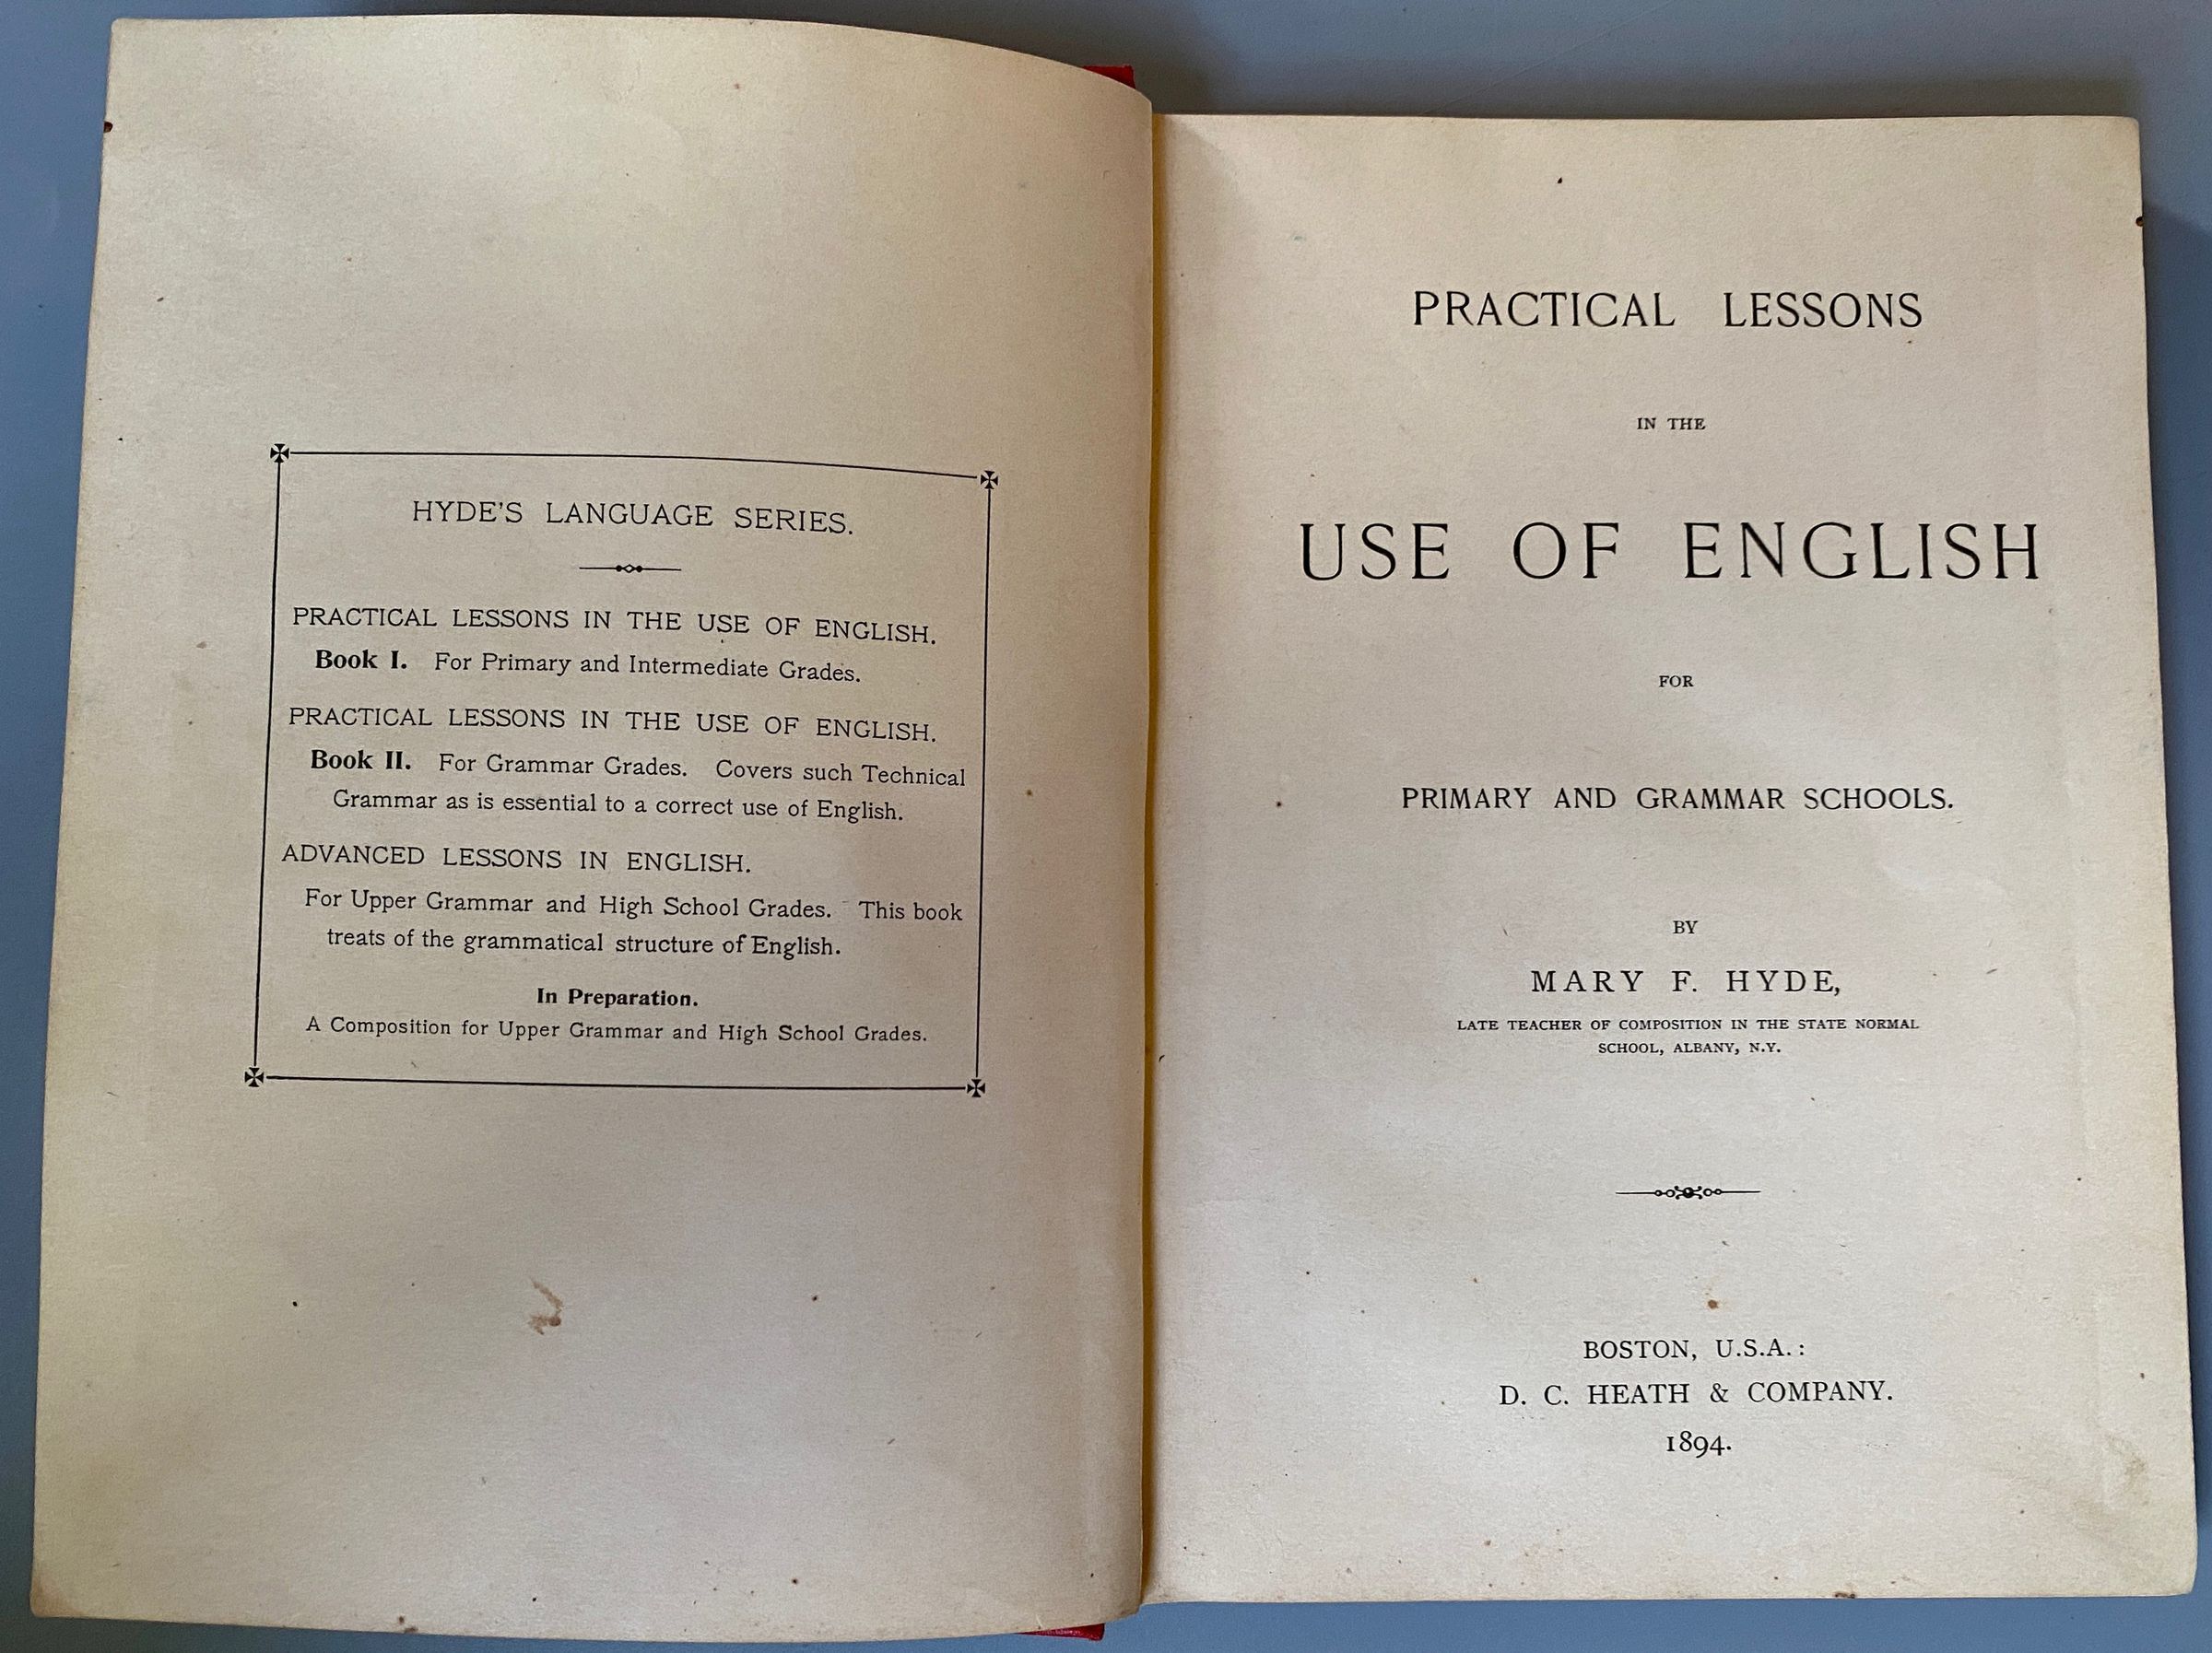 HYDE'S LANGUAGE SERIES.
PRACTICAL LESSONS IN THE USE OF ENGLISH.
Book I. For Primary and Intermediate Grades.
PRACTICAL LESSONS IN THE USE OF ENGLISH.
Book II. For Grammar Grades. Covers such Technical
Grammar as is essential to a correct use of English.
ADVANCED LESSONS IN ENGLISH.
For Upper Grammar and High School Grades. This book
treats of the grammatical structure of English.
In Preparation.
A Composition for Upper Grammar and High School Grades.
PRACTICAL LESSONS
IN THE
USE OF ENGLISH
FOR
PRIMARY AND GRAMMAR SCHOOLS.
BY
MARY F. HYDE,
LATE TEACHER OF COMPOSITION IN THE STATE NORMAL
SCHOOL, ALBANY, N.Y.
BOSTON, U.S.A.:
D. C. HEATH & COMPANY.
1894.